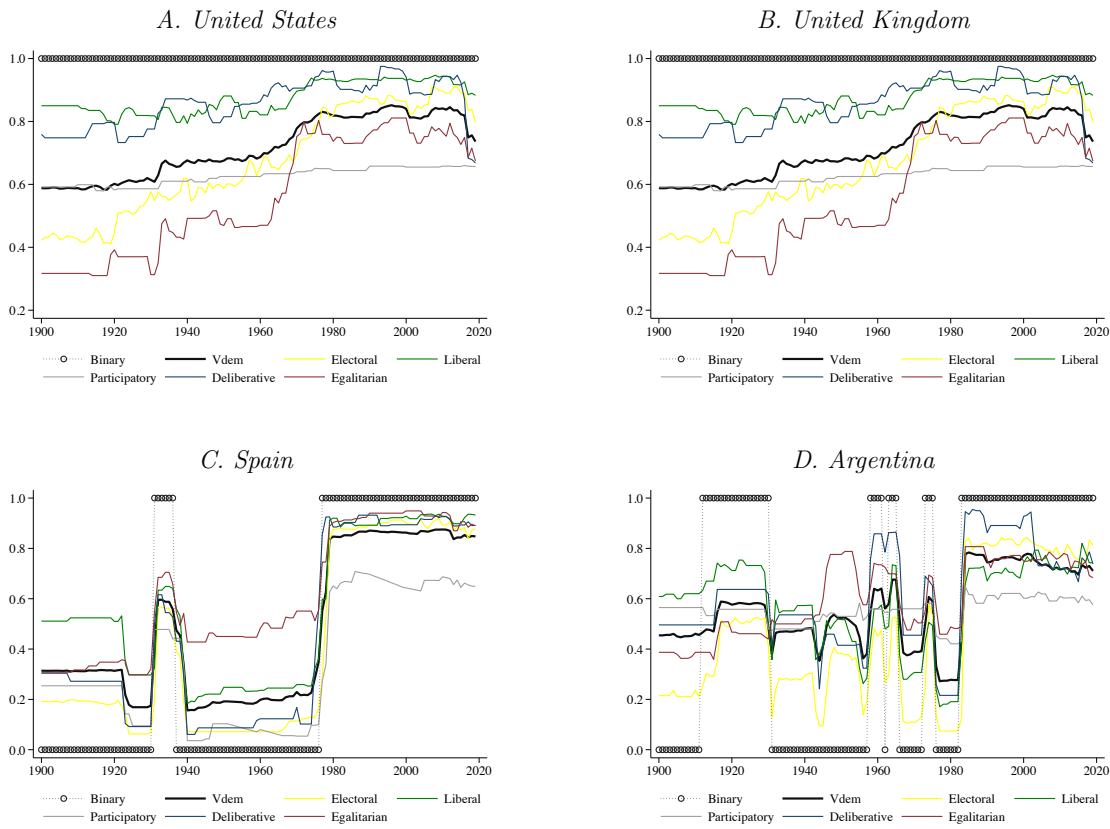 A. United States
1.0
0.8
0.6
0.4
0.2
1900 1920 1940 1960 1980 2000 2020
Binary Vdem Electoral Liberal
Participatory Deliberative Egalitarian
B. United Kingdom
1.0
0.8
0.6
0.4
0.2
1900 1920 1940 1960 1980 2000 2020
Binary Vdem Electoral Liberal
Participatory Deliberative Egalitarian
C. Spain
1.0
0.8
0.6
0.4
0.2
0.0
1900 1920 1940 1960 1980 2000 2020
Binary Vdem Electoral Liberal
Participatory Deliberative Egalitarian
D. Argentina
1.0
0.8
0.6
0.4
0.2
0.0
1900 1920 1940 1960 1980 2000 2020
Binary Vdem Electoral Liberal
Participatory Deliberative Egalitarian